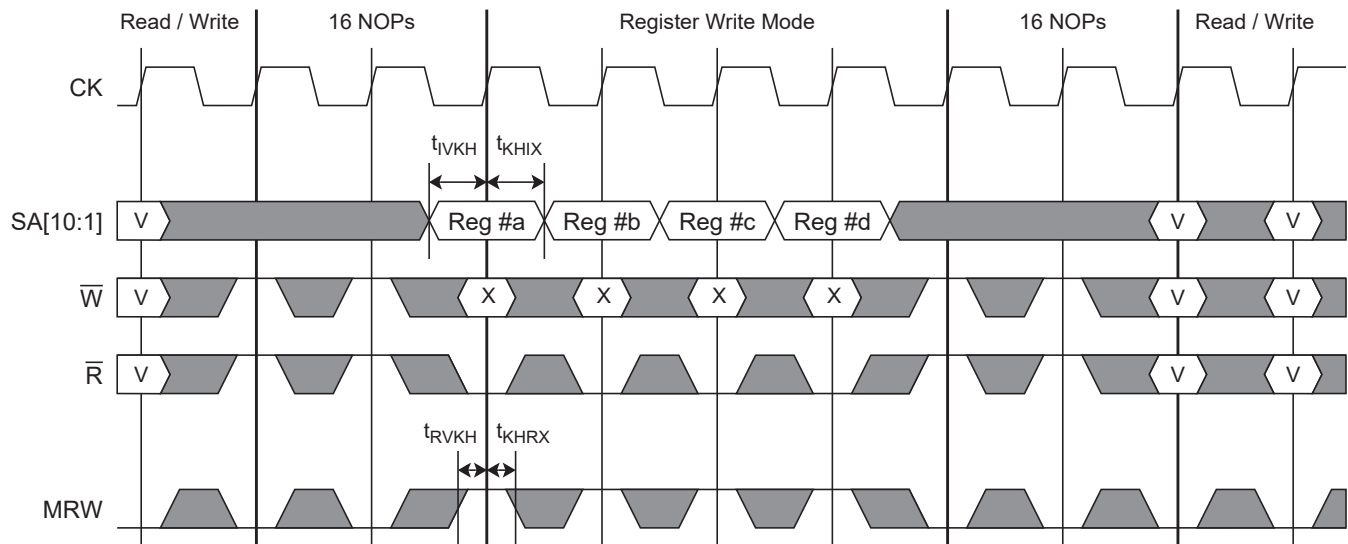 Read / Write 16 NOPs Register Write Mode 16 NOPs Read / Write
CK
tIVKH tKHIX
SA[10:1] V Reg #a Reg #b Reg #c Reg #d V V
W̅ V X X X X V V
R̅ V V V
tRVKH tKHRX
MRW